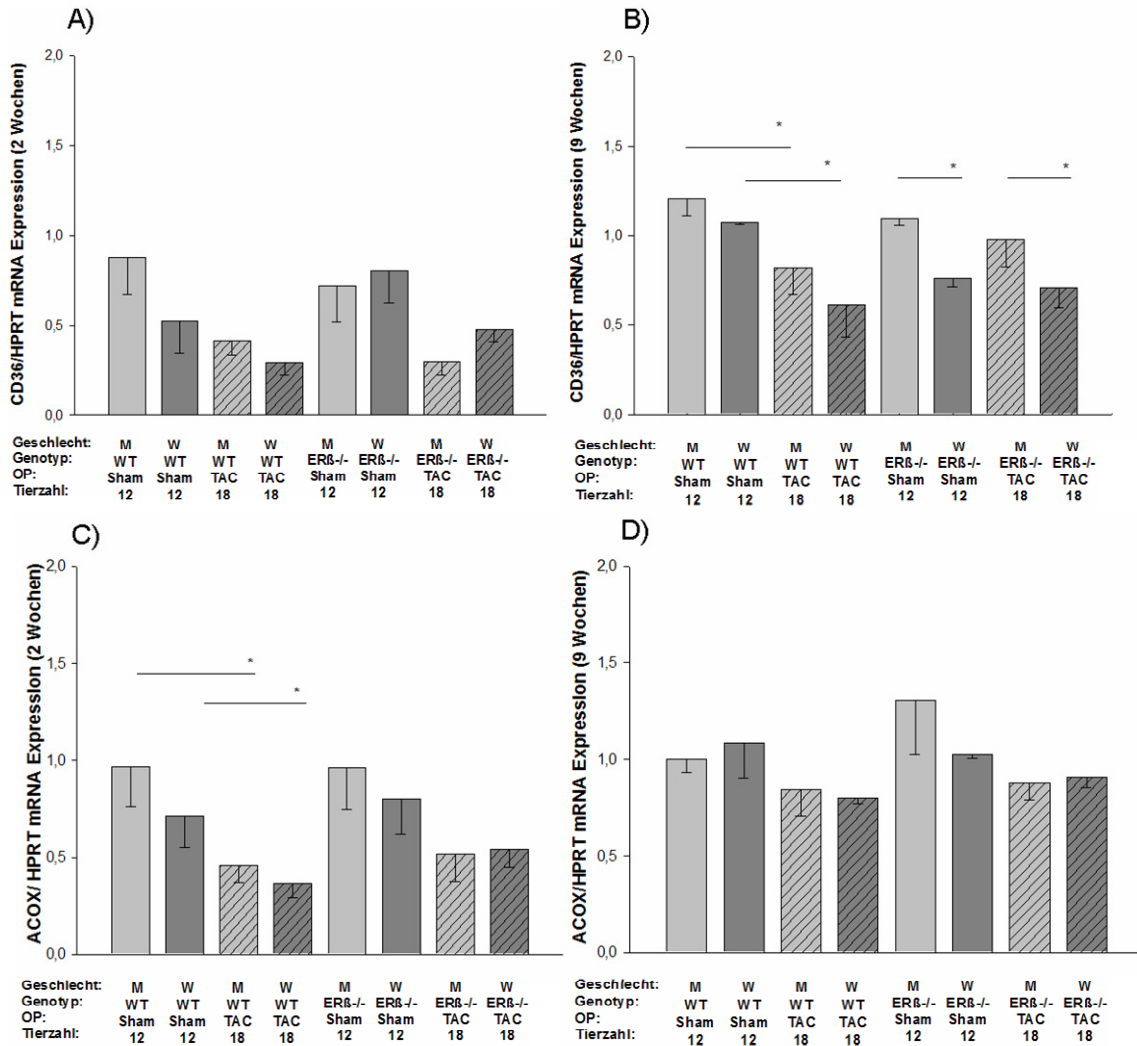 A)
CD36/HPRT mRNA Expression (2 Wochen)
2,0
1,5
1,0
0,5
0,0
Geschlecht: M W M W M W M W
Genotyp: WT WT WT WT ERß-/- ERß-/- ERß-/- ERß-/-
OP: Sham Sham TAC TAC Sham Sham TAC TAC
Tierzahl: 12 12 18 18 12 12 18 18
B)
CD36/HPRT mRNA Expression (9 Wochen)
2,0
1,5
1,0
0,5
0,0
* * * *
Geschlecht: M W M W M W M W
Genotyp: WT WT WT WT ERß-/- ERß-/- ERß-/- ERß-/-
OP: Sham Sham TAC TAC Sham Sham TAC TAC
Tierzahl: 12 12 18 18 12 12 18 18
C)
ACOX/ HPRT mRNA Expression (2 Wochen)
2,0
1,5
1,0
0,5
0,0
*
*
Geschlecht: M W M W M W M W
Genotyp: WT WT WT WT ERß-/- ERß-/- ERß-/- ERß-/-
OP: Sham Sham TAC TAC Sham Sham TAC TAC
Tierzahl: 12 12 18 18 12 12 18 18
D)
ACOX/HPRT mRNA Expression (9 Wochen)
2,0
1,5
1,0
0,5
0,0
Geschlecht: M W M W M W M W
Genotyp: WT WT WT WT ERß-/- ERß-/- ERß-/- ERß-/-
OP: Sham Sham TAC TAC Sham Sham TAC TAC
Tierzahl: 12 12 18 18 12 12 18 18